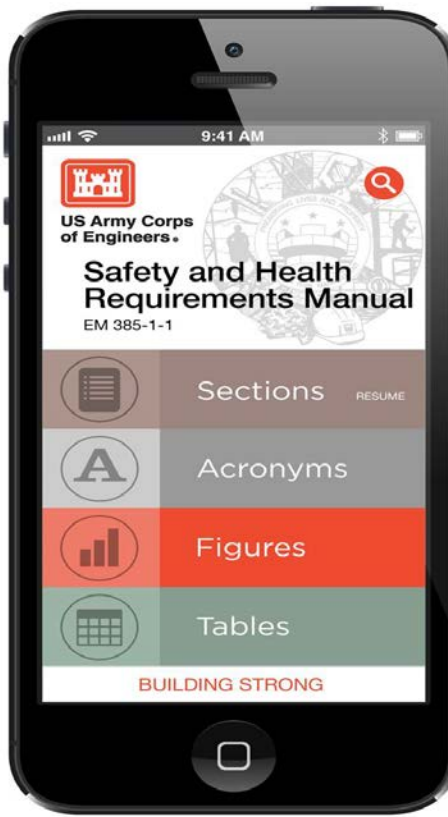 9:41 AM
US Army Corps
of Engineers®
Safety and Health
Requirements Manual
EM 385-1-1
Sections RESUME
A Acronyms
Figures
Tables
BUILDING STRONG